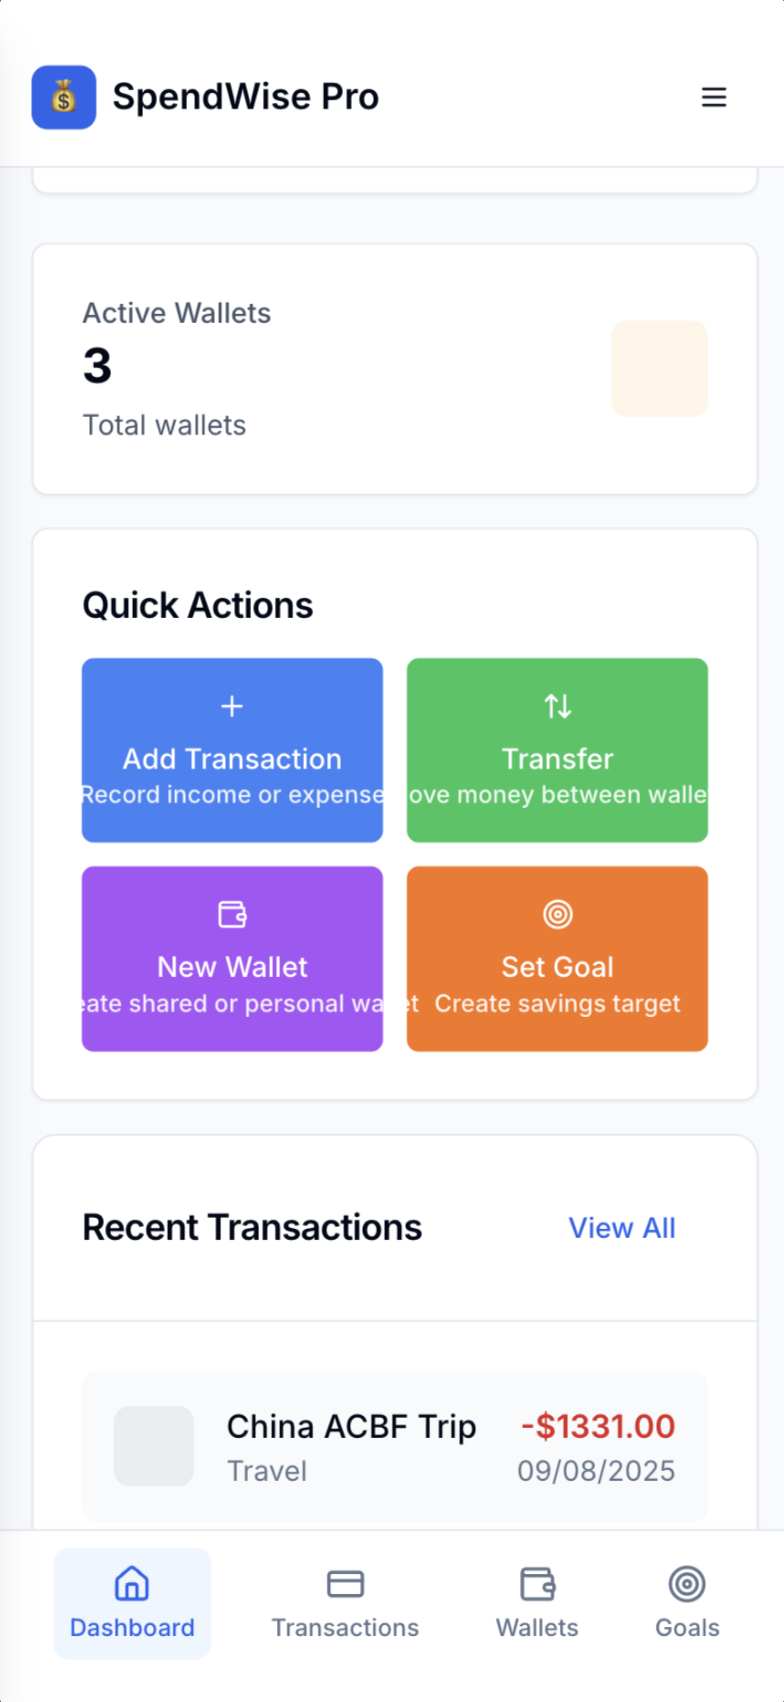 SpendWise Pro
Active Wallets
3
Total wallets
Quick Actions
Add Transaction
Record income or expense
Transfer
ove money between walle
New Wallet
eate shared or personal wa et
Set Goal
Create savings target
Recent Transactions
View All
China ACBF Trip
-$1331.00
Travel
09/08/2025
Dashboard
Transactions
Wallets
Goals